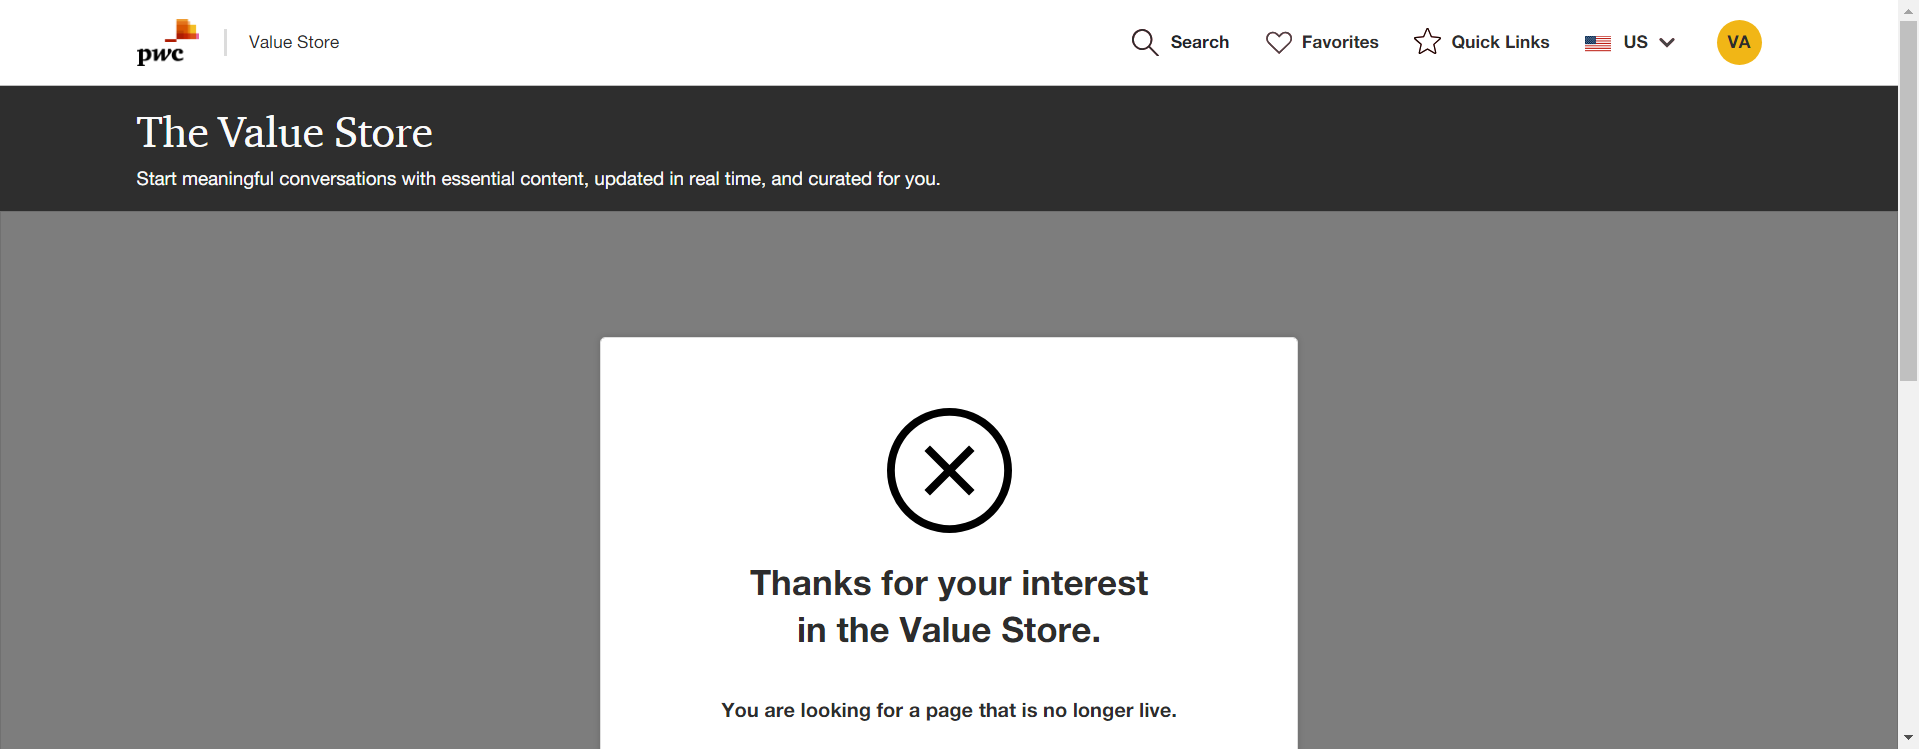 pwc
Value Store
Search
Favorites
Quick Links
US
VA
The Value Store
Start meaningful conversations with essential content, updated in real time, and curated for you.
Thanks for your interest
in the Value Store.
You are looking for a page that is no longer live.